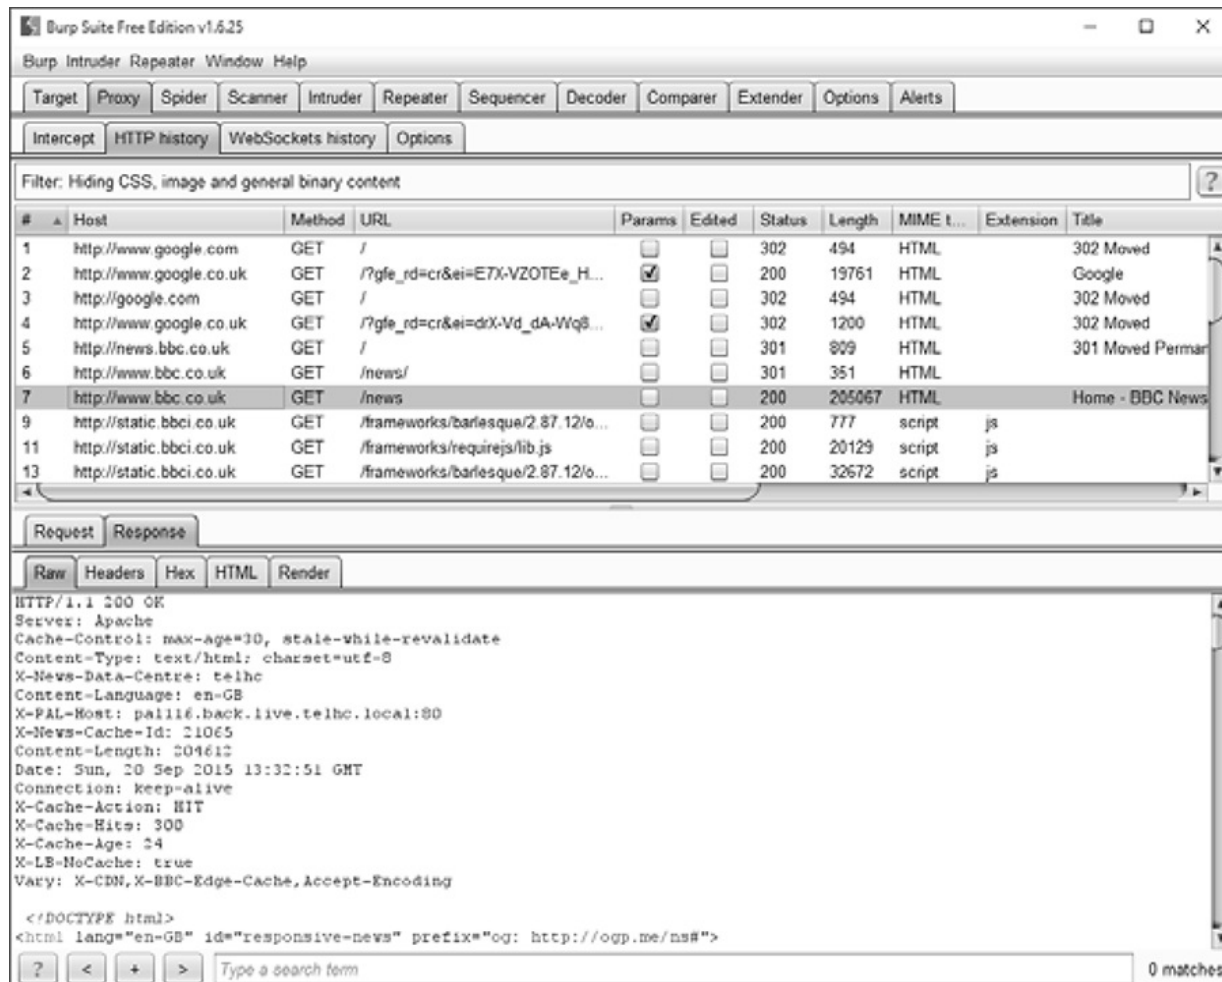 Burp Suite Free Edition v1.6.25
Burp Intruder Repeater Window Help
Target Proxy Spider Scanner Intruder Repeater Sequencer Decoder Comparer Extender Options Alerts
Intercept HTTP history WebSockets history Options
Filter: Hiding CSS, image and general binary content ?
# Host Method URL Params Edited Status Length MIME t... Extension Title
1 http://www.google.com GET / 302 494 HTML 302 Moved
2 http://www.google.co.uk GET /?gfe_rd=cr&ei=E7X-VZOTEe_H... 200 19761 HTML Google
3 http://google.com GET / 302 494 HTML 302 Moved
4 http://www.google.co.uk GET /?gfe_rd=cr&ei=drX-Vd_dA-Wq8... 302 1200 HTML 302 Moved
5 http://news.bbc.co.uk GET / 301 809 HTML 301 Moved Perman
6 http://www.bbc.co.uk GET /news/ 301 351 HTML
7 http://www.bbc.co.uk GET /news 200 205067 HTML Home - BBC News
9 http://static.bbci.co.uk GET /frameworks/barlesque/2.87.12/o... 200 777 script js
11 http://static.bbci.co.uk GET /frameworks/requirejs/lib.js 200 20129 script js
13 http://static.bbci.co.uk GET /frameworks/barlesque/2.87.12/o... 200 32672 script js
Request Response
Raw Headers Hex HTML Render
HTTP/1.1 200 OK
Server: Apache
Cache-Control: max-age=30, stale-while-revalidate
Content-Type: text/html; charset=utf-8
X-News-Data-Centre: telhc
Content-Language: en-GB
X-PAL-Host: pal116.back.live.telhc.local:80
X-News-Cache-Id: 21065
Content-Length: 204612
Date: Sun, 20 Sep 2015 13:32:51 GMT
Connection: keep-alive
X-Cache-Action: HIT
X-Cache-Hits: 300
X-Cache-Age: 24
X-LB-NoCache: true
Vary: X-CDN,X-BBC-Edge-Cache,Accept-Encoding
<!DOCTYPE html>
<html lang="en-GB" id="responsive-news" prefix="og: http://ogp.me/ns#">
? < + > Type a search term 0 matches